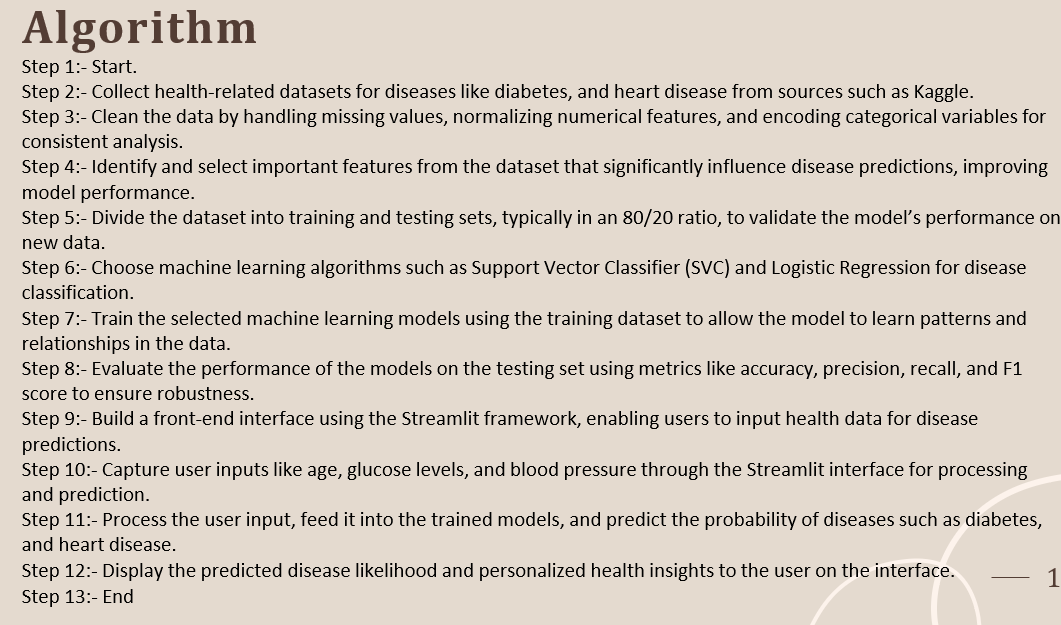 Algorithm
Step 1:- Start.
Step 2:- Collect health-related datasets for diseases like diabetes, and heart disease from sources such as Kaggle.
Step 3:- Clean the data by handling missing values, normalizing numerical features, and encoding categorical variables for
consistent analysis.
Step 4:- Identify and select important features from the dataset that significantly influence disease predictions, improving
model performance.
Step 5:- Divide the dataset into training and testing sets, typically in an 80/20 ratio, to validate the model’s performance on
new data.
Step 6:- Choose machine learning algorithms such as Support Vector Classifier (SVC) and Logistic Regression for disease
classification.
Step 7:- Train the selected machine learning models using the training dataset to allow the model to learn patterns and
relationships in the data.
Step 8:- Evaluate the performance of the models on the testing set using metrics like accuracy, precision, recall, and F1
score to ensure robustness.
Step 9:- Build a front-end interface using the Streamlit framework, enabling users to input health data for disease
predictions.
Step 10:- Capture user inputs like age, glucose levels, and blood pressure through the Streamlit interface for processing
and prediction.
Step 11:- Process the user input, feed it into the trained models, and predict the probability of diseases such as diabetes,
and heart disease.
Step 12:- Display the predicted disease likelihood and personalized health insights to the user on the interface.
Step 13:- End
1